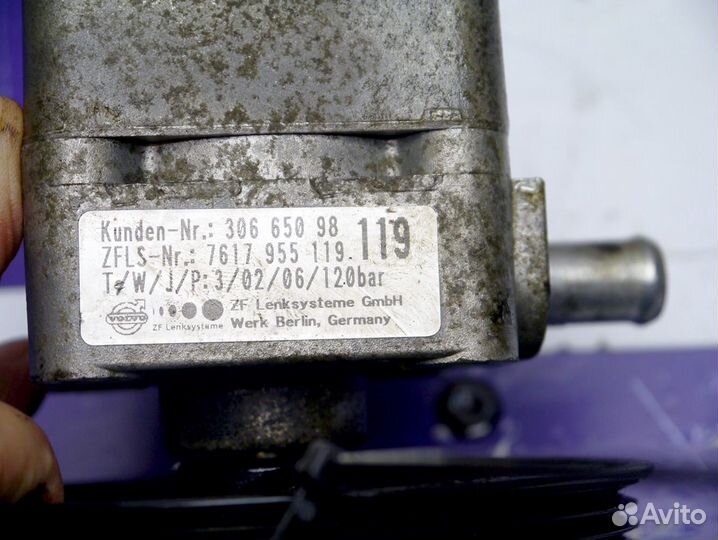 Kunden-Nr.: 306 650 98
ZFLS-Nr.: 7617 955 119. 119
T/W/J/P: 3/02/06/120bar
VOLVO
ZF Lenksysteme
ZF Lenksysteme GmbH
Werk Berlin, Germany
Avito